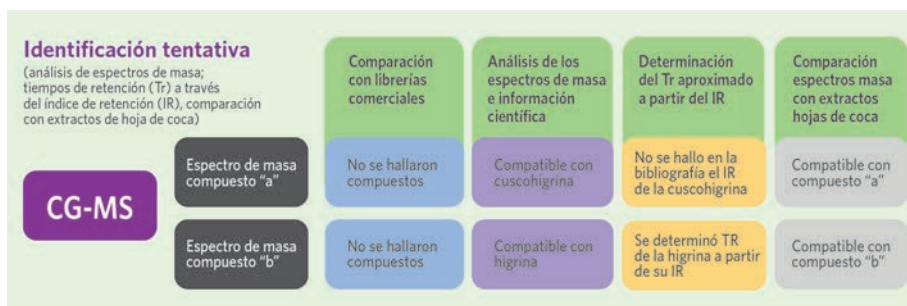 Identificación tentativa
(análisis de espectros de masa;
tiempos de retención (Tr) a través
del índice de retención (IR), comparación
con extractos de hoja de coca)
Comparación
con librerías
comerciales
Análisis de los
espectros de masa
e información
científica
Determinación
del Tr aproximado
a partir del IR
Comparación
espectros masa
con extractos
hojas de coca
CG-MS
Espectro de masa
compuesto "a"
No se hallaron
compuestos
Compatible con
cuscohigrina
No se hallo en la
bibliografía el IR
de la cuscohigrina
Compatible con
compuesto "a"
Espectro de masa
compuesto "b"
No se hallaron
compuestos
Compatible con
higrina
Se determinó TR
de la higrina a partir
de su IR
Compatible con
compuesto "b"